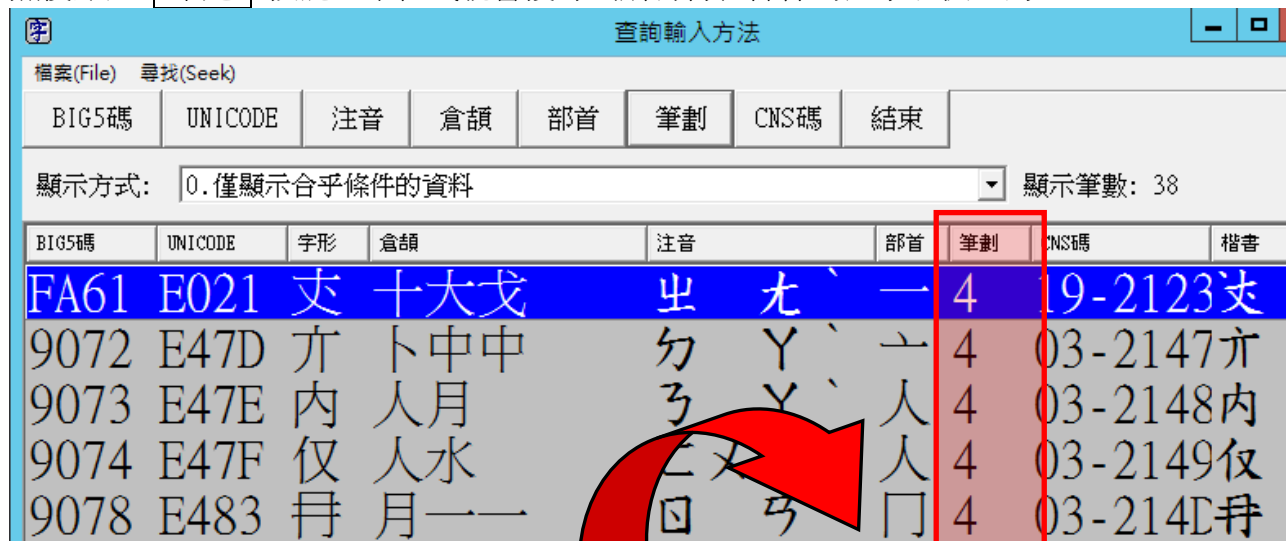 查詢輸入方法
檔案(File) 尋找(Seek)
BIG5碼 UNICODE 注音 倉頡 部首 筆劃 CNS碼 結束
顯示方式: 0.僅顯示合乎條件的資料 顯示筆數: 38
BIG5碼 UNICODE 字形 倉頡 注音 部首 筆劃 CNS碼 楷書
FA61 E021 十大戈 ㄓ ㄤˋ 一 4 19-2123
9072 E47D 亣 卜中中 ㄉ ㄚˋ 亠 4 03-2147 亣
9073 E47E 内 人月 ㄋ ㄚˋ 人 4 03-2148 内
9074 E47F 仅 人水 人 4 03-2149 仅
9078 E483 冄 月一一 ㄖ ㄢ 冂 4 03-214D 冄